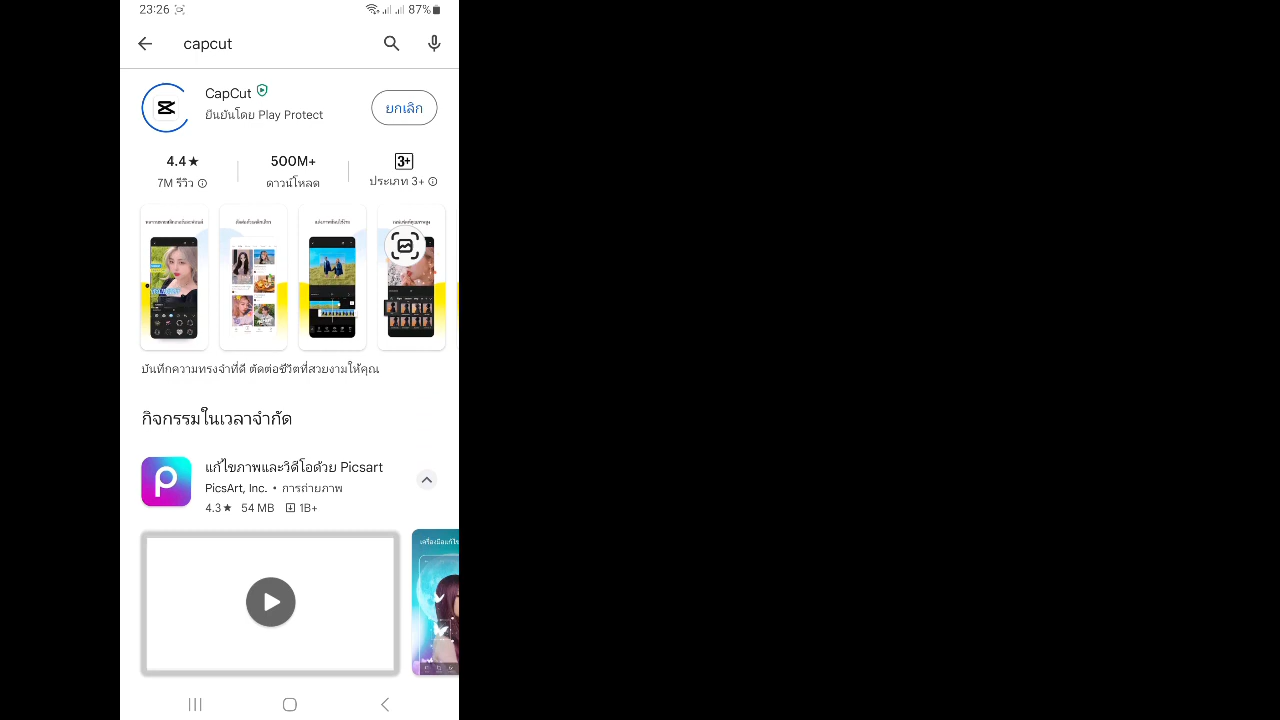 23:26 87%
capcut
CapCut
ยืนยันโดย Play Protect
ยกเลิก
4.4★ 500M+ 3+
7M รีวิว ดาวน์โหลด ประเภท 3+
บันทึกความทรงจำที่ดี ตัดต่อชีวิตที่สวยงามให้คุณ
กิจกรรมในเวลาจำกัด
แก้ไขภาพและวิดีโอด้วย Picsart
PicsArt, Inc. • การถ่ายภาพ
4.3★ 54 MB 1B+